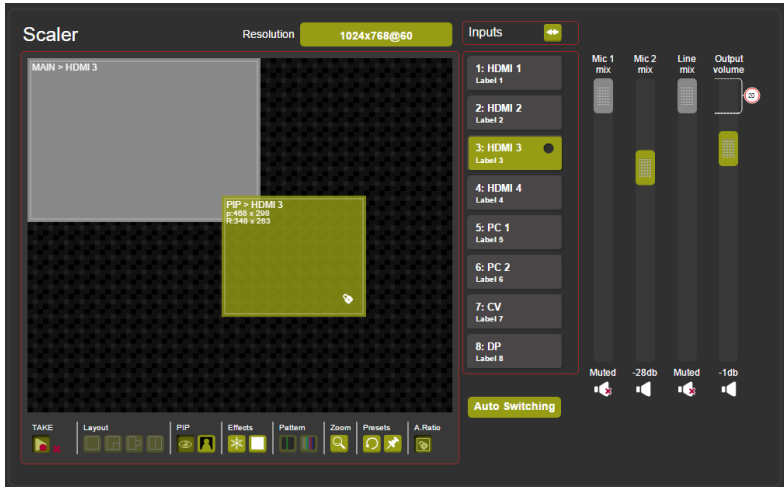 Scaler
Resolution
1024x768@60
Inputs
MAIN > HDMI 3
PIP > HDMI 3
p:468 x 298
R:348 x 263
1: HDMI 1
Label 1
2: HDMI 2
Label 2
3: HDMI 3
Label 3
4: HDMI 4
Label 4
5: PC 1
Label 5
6: PC 2
Label 6
7: CV
Label 7
8: DP
Label 8
Auto Switching
Mic 1
mix
Mic 2
mix
Line
mix
Output
volume
20
Muted
-28db
Muted
-1db
TAKE
Layout
PIP
Effects
Pattern
Zoom
Presets
A.Ratio